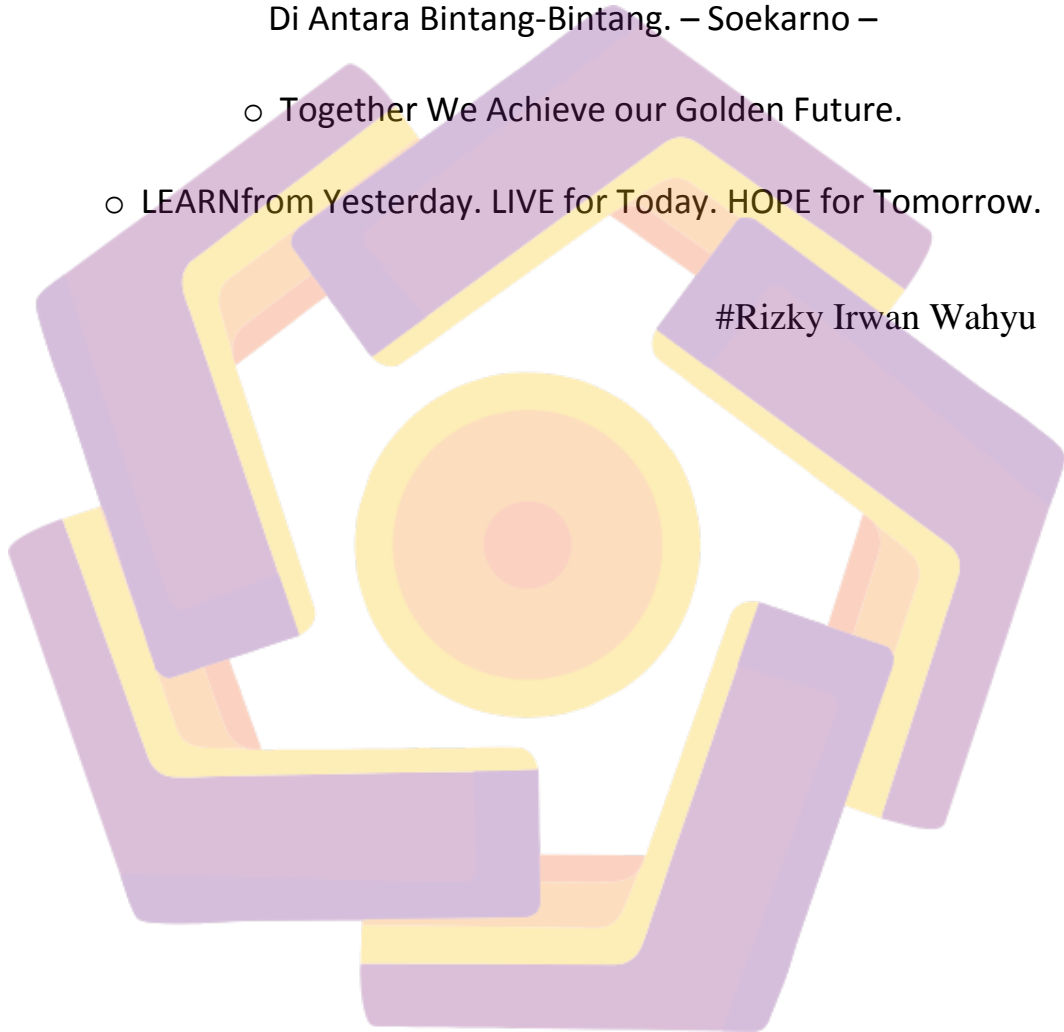 Di Antara Bintang-Bintang. – Soekarno –
o Together We Achieve our Golden Future.
o LEARNfrom Yesterday. LIVE for Today. HOPE for Tomorrow.
#Rizky Irwan Wahyu